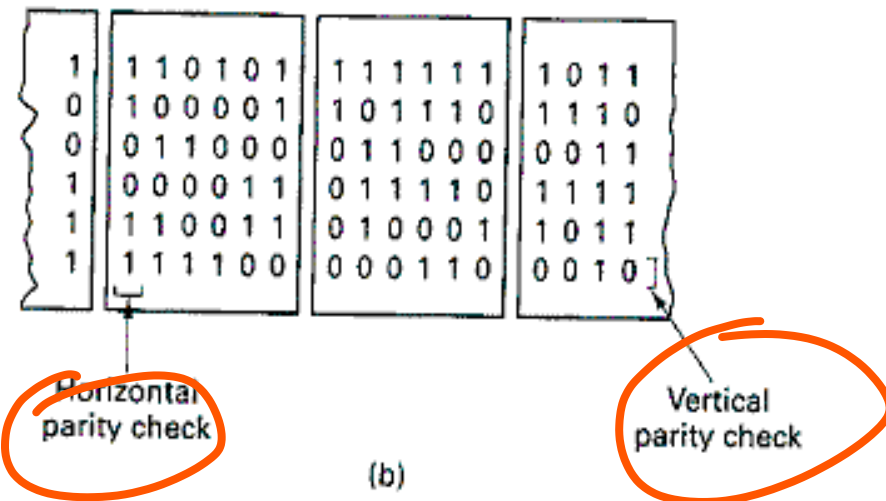 1 1 1 0 1 0 1 1 1 1 1 1 1 1 0 1 1
0 1 0 0 0 0 1 1 0 1 1 1 0 1 1 1 0
0 0 1 1 0 0 0 0 1 1 0 0 0 0 0 1 1
1 0 0 0 0 1 1 0 1 1 1 1 0 1 1 1 1
1 1 1 0 0 1 1 0 1 0 0 0 1 1 0 1 1
1 1 1 1 1 0 0 0 0 0 1 1 0 0 0 1 0
Horizontal
parity check
Vertical
parity check
(b)